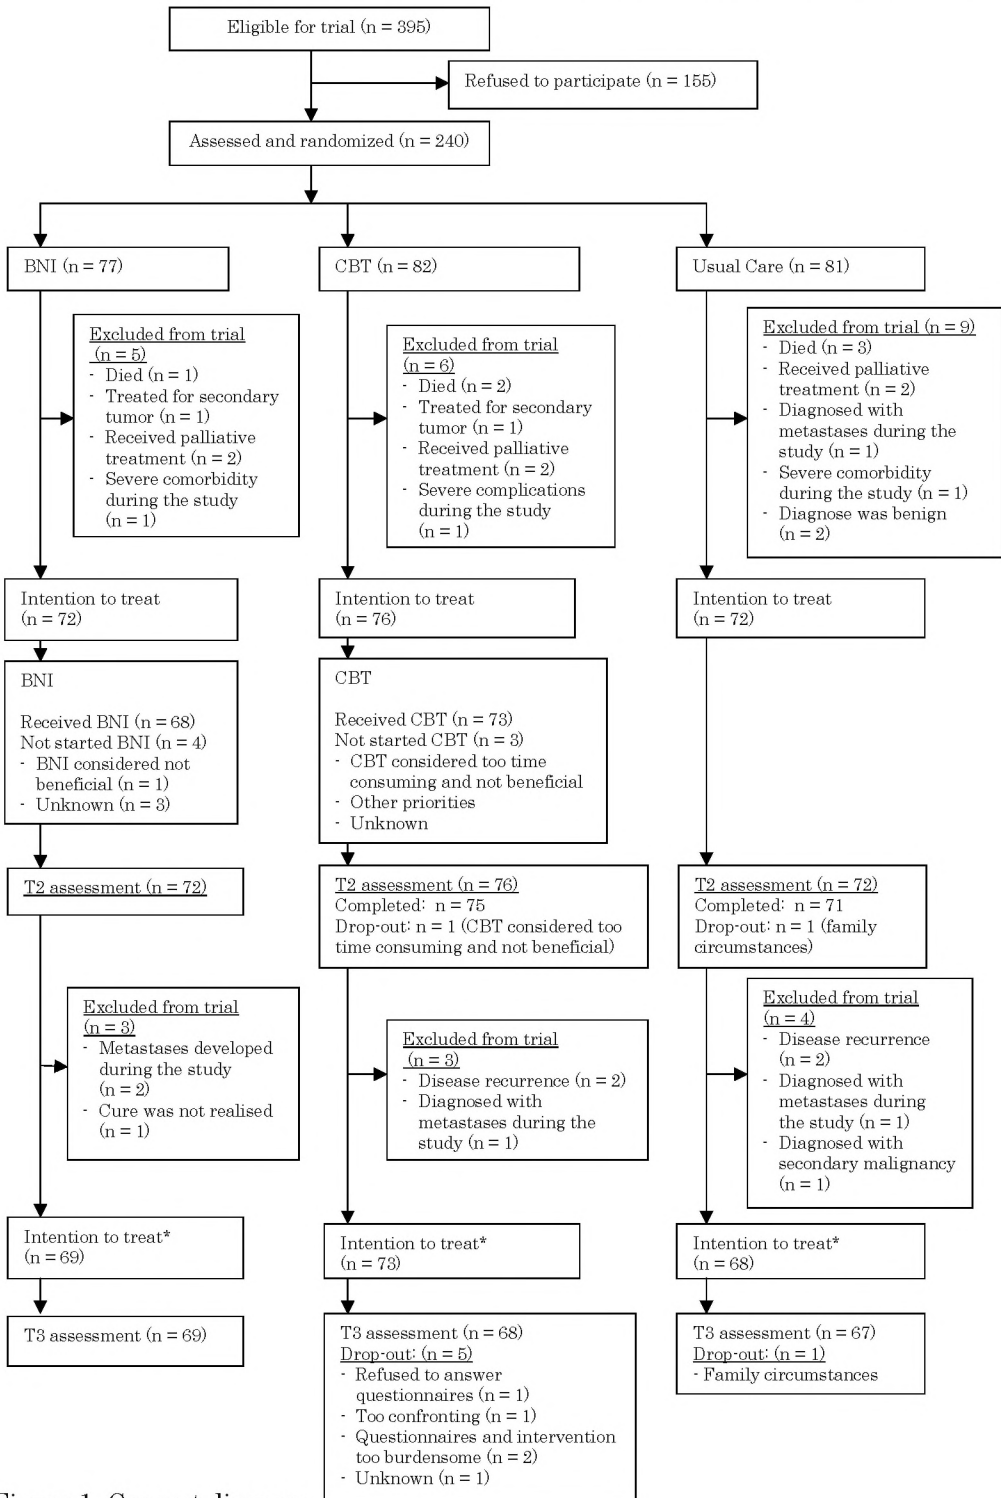 Eligible for trial (n = 395)
Refused to participate (n = 155)
Assessed and randomized (n = 240)
BNI (n = 77)
CBT (n = 82)
Usual Care (n = 81)
Excluded from trial
(n = 5)
- Died (n = 1)
- Treated for secondary
tumor (n = 1)
- Received palliative
treatment (n = 2)
- Severe comorbidity
during the study
(n = 1)
Excluded from trial
(n = 6)
- Died (n = 2)
- Treated for secondary
tumor (n = 1)
- Received palliative
treatment (n = 2)
- Severe complications
during the study
(n = 1)
Excluded from trial (n = 9)
- Died (n = 3)
- Received palliative
treatment (n = 2)
- Diagnosed with
metastases during the
study (n = 1)
- Severe comorbidity
during the study (n = 1)
- Diagnose was benign
(n = 2)
Intention to treat
(n = 72)
Intention to treat
(n = 76)
Intention to treat
(n = 72)
BNI
Received BNI (n = 68)
Not started BNI (n = 4)
- BNI considered not
beneficial (n = 1)
- Unknown (n = 3)
CBT
Received CBT (n = 73)
Not started CBT (n = 3)
- CBT considered too time
consuming and not beneficial
- Other priorities
- Unknown
T2 assessment (n = 72)
T2 assessment (n = 76)
Completed: n = 75
Drop-out: n = 1 (CBT considered too
time consuming and not beneficial)
T2 assessment (n = 72)
Completed: n = 71
Drop-out: n = 1 (family
circumstances)
Excluded from trial
(n = 3)
- Metastases developed
during the study
(n = 2)
- Cure was not realised
(n = 1)
Excluded from trial
(n = 3)
- Disease recurrence (n = 2)
- Diagnosed with
metastases during the
study (n = 1)
Excluded from trial
(n = 4)
- Disease recurrence
(n = 2)
- Diagnosed with
metastases during
the study (n = 1)
- Diagnosed with
secondary malignancy
(n = 1)
Intention to treat*
(n = 69)
Intention to treat*
(n = 73)
Intention to treat*
(n = 68)
T3 assessment (n = 69)
T3 assessment (n = 68)
Drop-out: (n = 5)
- Refused to answer
questionnaires (n = 1)
- Too confronting (n = 1)
- Questionnaires and intervention
too burdensome (n = 2)
- Unknown (n = 1)
T3 assessment (n = 67)
Drop-out: (n = 1)
- Family circumstances